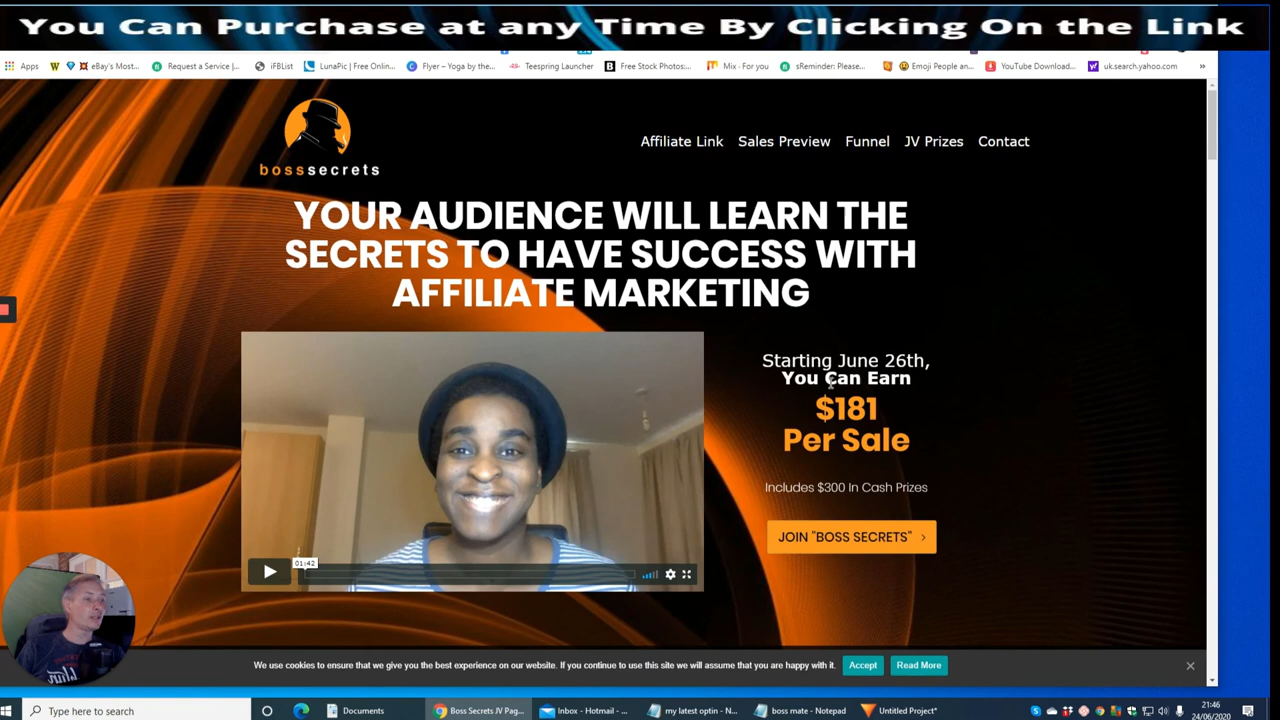 You Can Purchase at any Time By Clicking On the Link
Apps
eBay's Most...
Request a Service |...
iFBList
LunaPic | Free Onlin...
Flyer – Yoga by the...
Teespring Launcher
Free Stock Photos:...
Mix - For you
sReminder: Please...
Emoji People an...
YouTube Download...
uk.search.yahoo.com
»
bosssecrets
Affiliate Link
Sales Preview
Funnel
JV Prizes
Contact
YOUR AUDIENCE WILL LEARN THE
SECRETS TO HAVE SUCCESS WITH
AFFILIATE MARKETING
01:42
Starting June 26th,
You Can Earn
$181
Per Sale
Includes $300 In Cash Prizes
JOIN "BOSS SECRETS" >
We use cookies to ensure that we give you the best experience on our website. If you continue to use this site we will assume that you are happy with it.
Accept
Read More
Type here to search
Documents
Boss Secrets JV Pag...
Inbox - Hotmail - ...
my latest optin - N...
boss mate - Notepad
Untitled Project*
21:46
24/06/2020